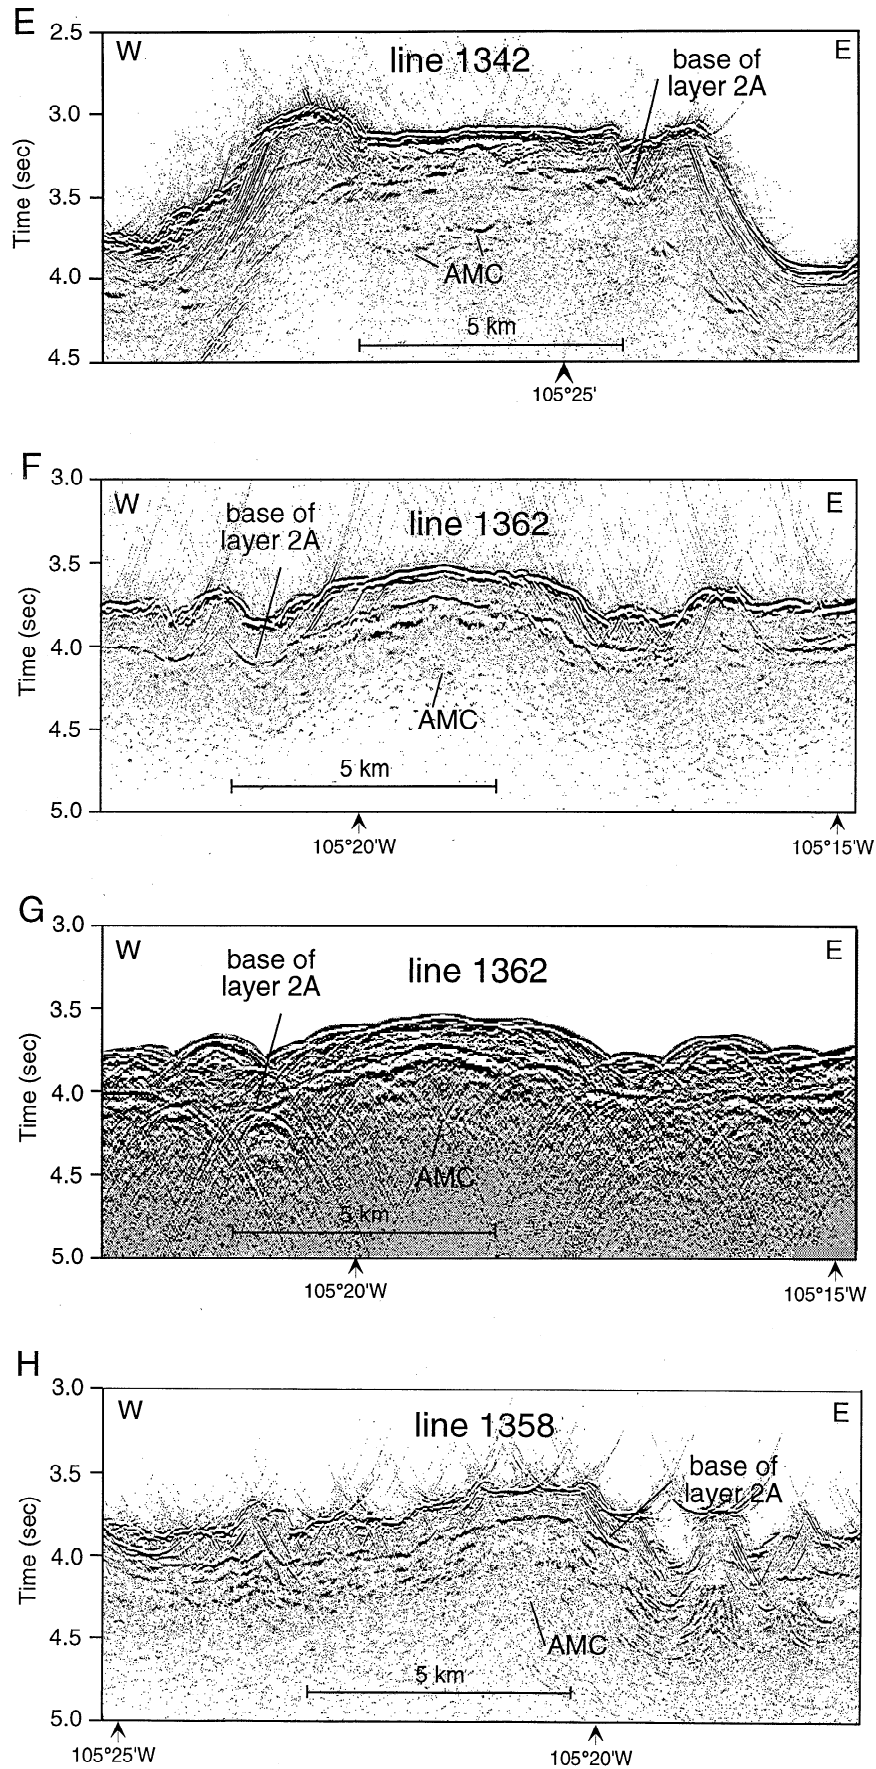 E
2.5
W
line 1342
base of
layer 2A
E
3.0
3.5
4.0
4.5
Time (sec)
AMC
5 km
105°25'
F
3.0
W
base of
layer 2A
line 1362
E
3.5
4.0
4.5
5.0
Time (sec)
AMC
5 km
105°20'W
105°15'W
G
3.0
W
base of
layer 2A
line 1362
E
3.5
4.0
4.5
5.0
Time (sec)
AMC
5 km
105°20'W
105°15'W
H
3.0
W
line 1358
E
base of
layer 2A
3.5
4.0
4.5
5.0
Time (sec)
AMC
5 km
105°25'W
105°20'W